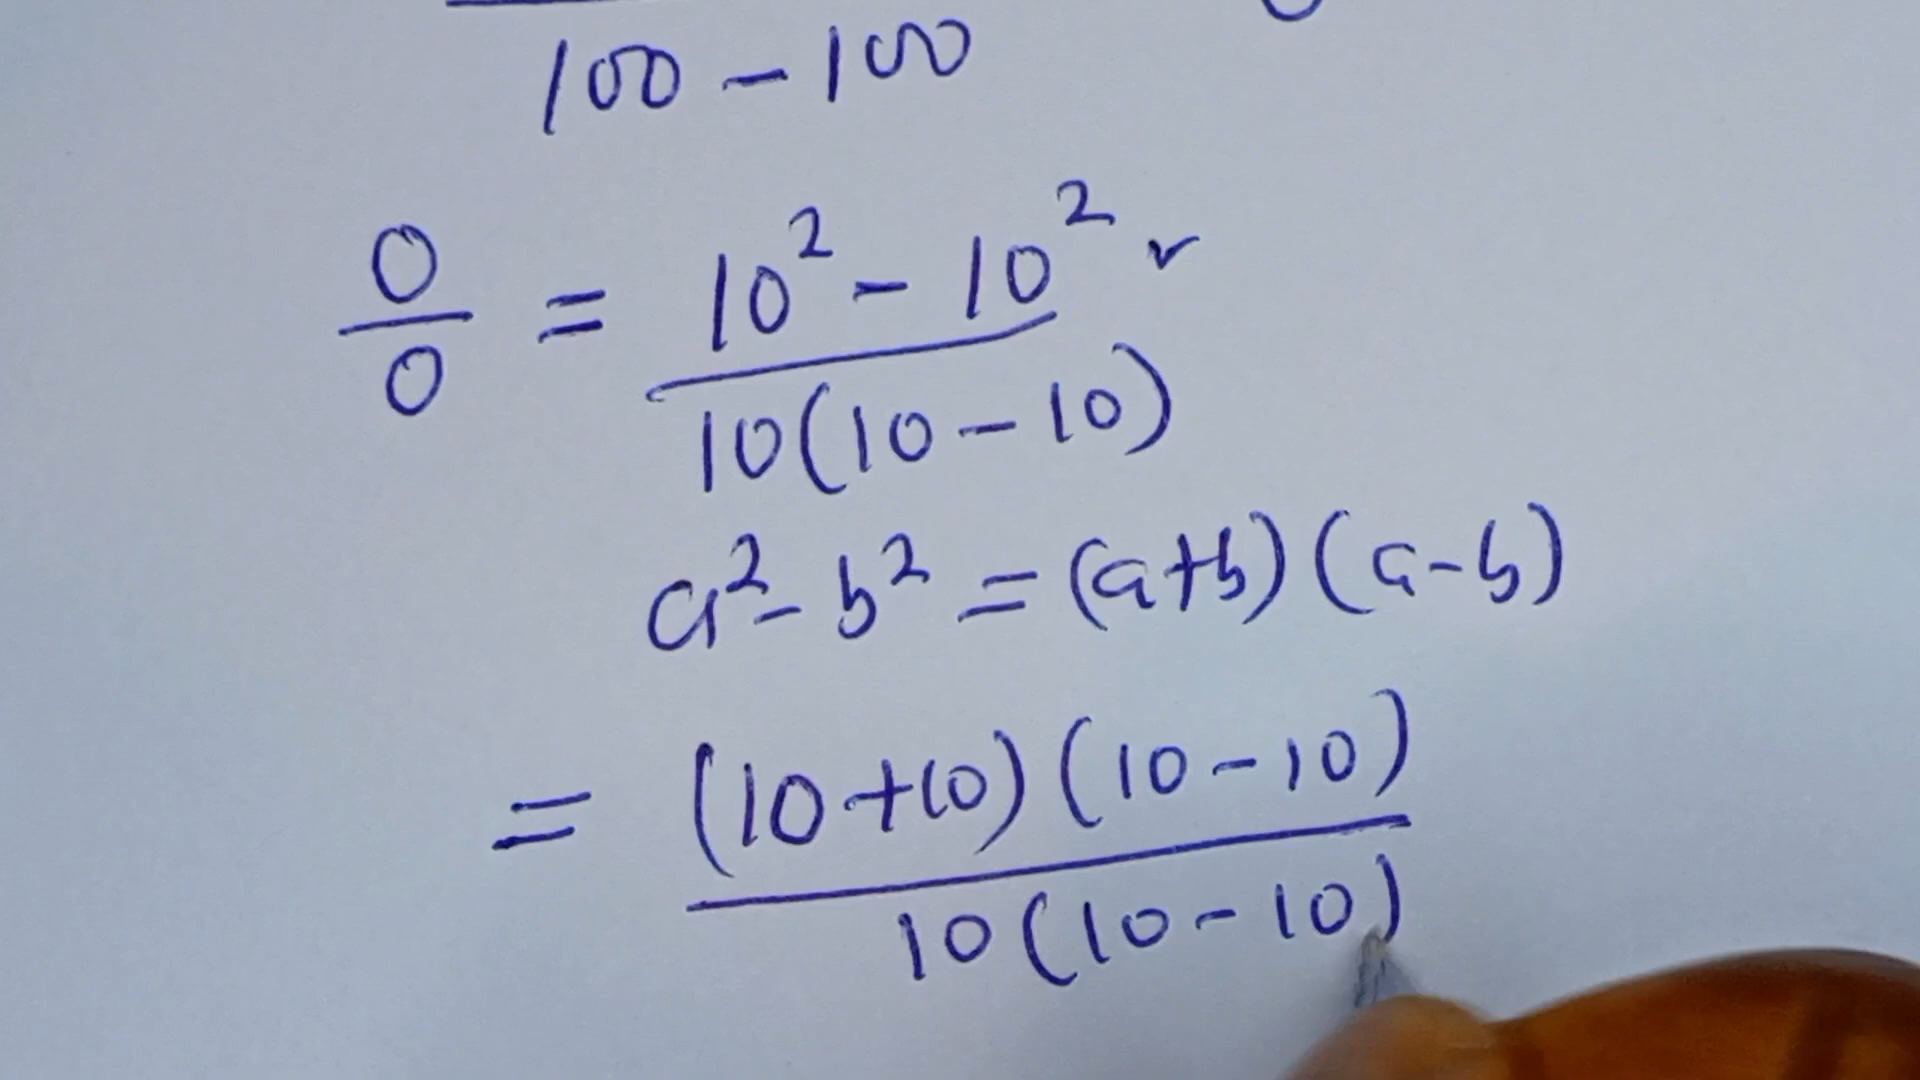 100 - 100
0/0 = 10² - 10² / 10(10 - 10)
a² - b² = (a+b)(a-b)
= (10+10)(10-10) / 10(10-10)